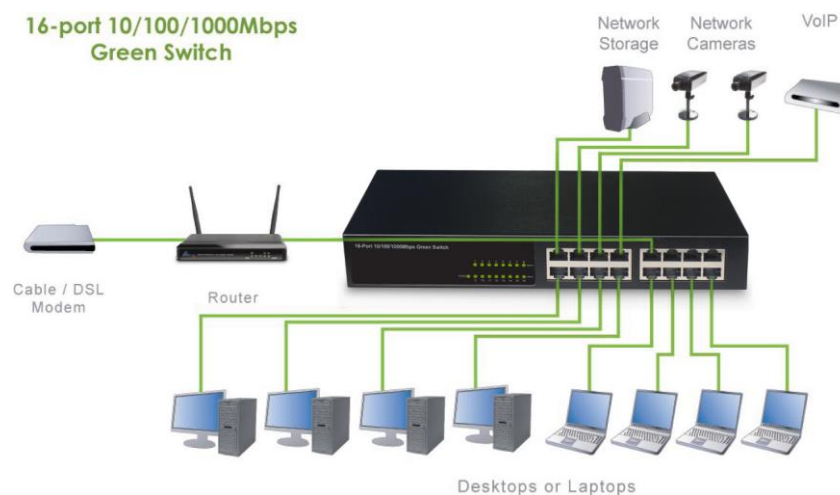 16-port 10/100/1000Mbps
Green Switch
Network
Storage
Network
Cameras
VoIP
16-Port 10/100/1000Mbps Green Switch
Cable / DSL
Modem
Router
Desktops or Laptops